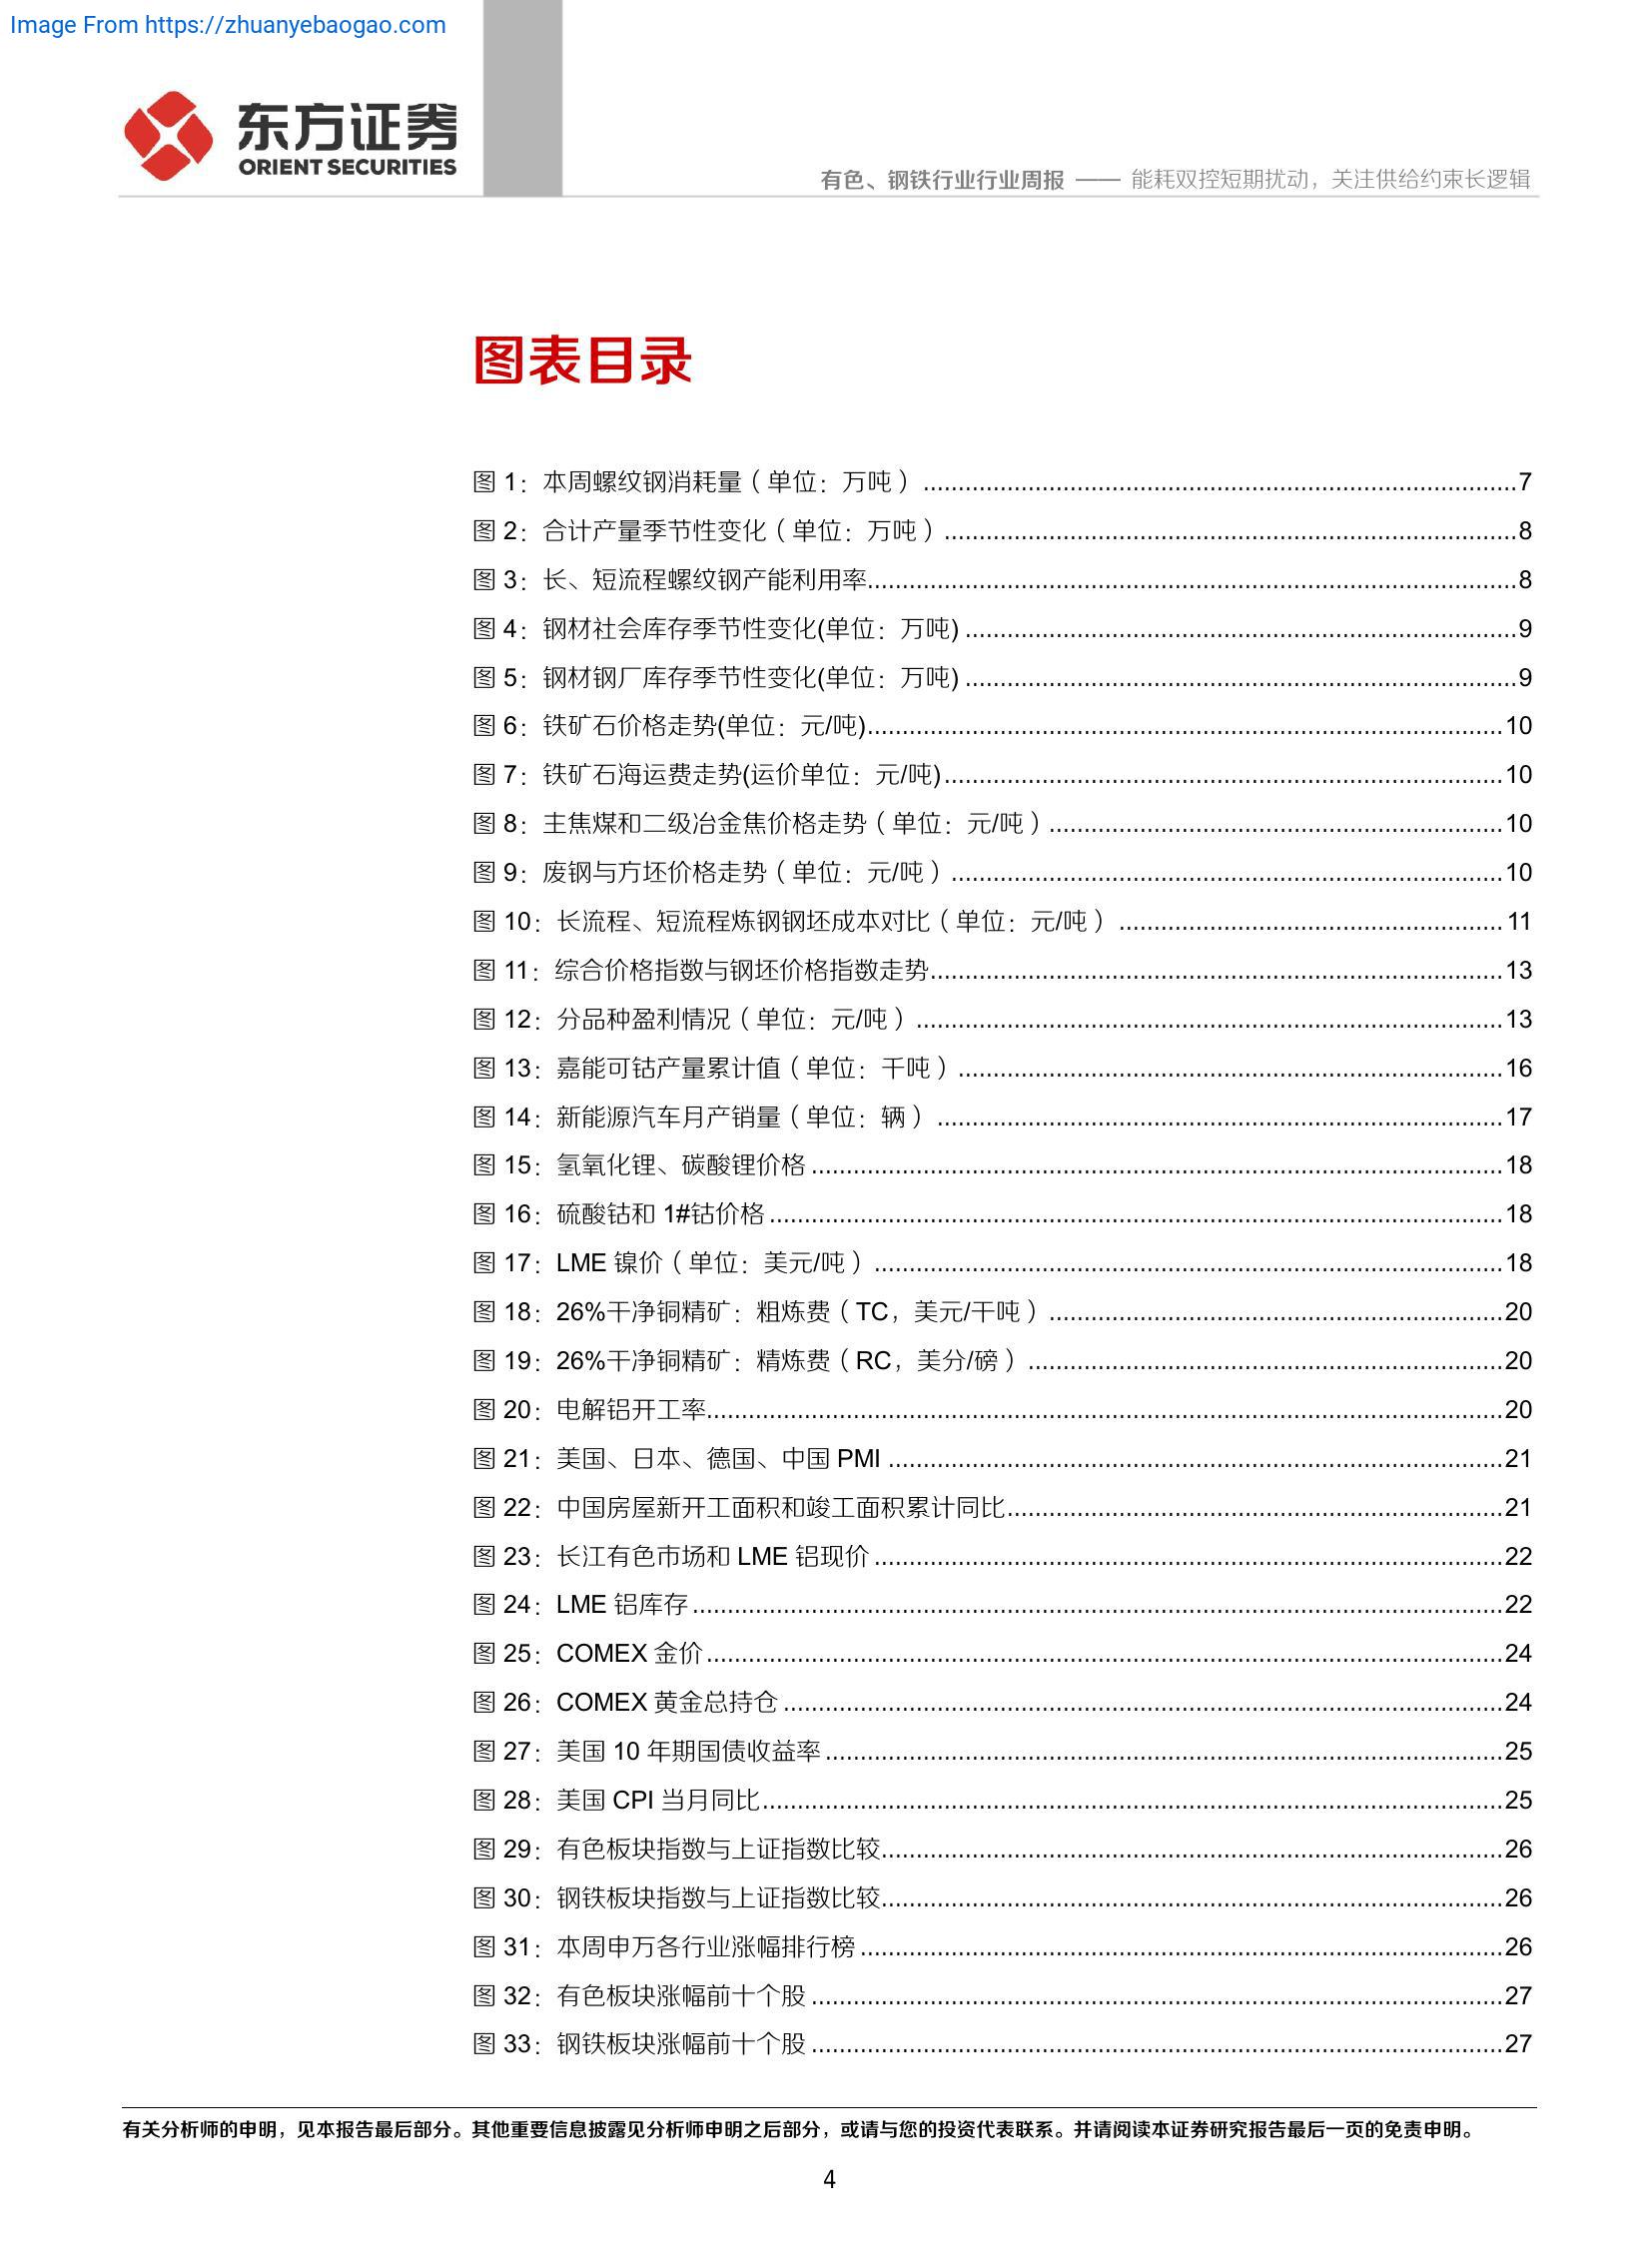 Image From https://zhuanyebaogao.com
东方证券
ORIENT SECURITIES
有色、钢铁行业行业周报 —— 能耗双控短期扰动，关注供给约束长逻辑
图表目录
图 1：本周螺纹钢消耗量（单位：万吨）.....................................................................................7
图 2：合计产量季节性变化（单位：万吨）..................................................................................8
图 3：长、短流程螺纹钢产能利用率.............................................................................................8
图 4：钢材社会库存季节性变化(单位：万吨) ...............................................................................9
图 5：钢材钢厂库存季节性变化(单位：万吨) ...............................................................................9
图 6：铁矿石价格走势(单位：元/吨)...........................................................................................10
图 7：铁矿石海运费走势(运价单位：元/吨)................................................................................10
图 8：主焦煤和二级冶金焦价格走势（单位：元/吨）.................................................................10
图 9：废钢与方坯价格走势（单位：元/吨）...............................................................................10
图 10：长流程、短流程炼钢钢坯成本对比（单位：元/吨）.......................................................11
图 11：综合价格指数与钢坯价格指数走势..................................................................................13
图 12：分品种盈利情况（单位：元/吨）....................................................................................13
图 13：嘉能可钴产量累计值（单位：千吨）..............................................................................16
图 14：新能源汽车月产销量（单位：辆）.................................................................................17
图 15：氢氧化锂、碳酸锂价格 ...................................................................................................18
图 16：硫酸钴和 1#钴价格.........................................................................................................18
图 17：LME 镍价（单位：美元/吨）..........................................................................................18
图 18：26%干净铜精矿：粗炼费（TC，美元/干吨）.................................................................20
图 19：26%干净铜精矿：精炼费（RC，美分/磅）....................................................................20
图 20：电解铝开工率..................................................................................................................20
图 21：美国、日本、德国、中国 PMI ........................................................................................21
图 22：中国房屋新开工面积和竣工面积累计同比.......................................................................21
图 23：长江有色市场和 LME 铝现价..........................................................................................22
图 24：LME 铝库存....................................................................................................................22
图 25：COMEX 金价..................................................................................................................24
图 26：COMEX 黄金总持仓.......................................................................................................24
图 27：美国 10 年期国债收益率.................................................................................................25
图 28：美国 CPI 当月同比..........................................................................................................25
图 29：有色板块指数与上证指数比较.........................................................................................26
图 30：钢铁板块指数与上证指数比较.........................................................................................26
图 31：本周申万各行业涨幅排行榜............................................................................................26
图 32：有色板块涨幅前十个股 ...................................................................................................27
图 33：钢铁板块涨幅前十个股 ...................................................................................................27
有关分析师的申明，见本报告最后部分。其他重要信息披露见分析师申明之后部分，或请与您的投资代表联系。并请阅读本证券研究报告最后一页的免责申明。
4